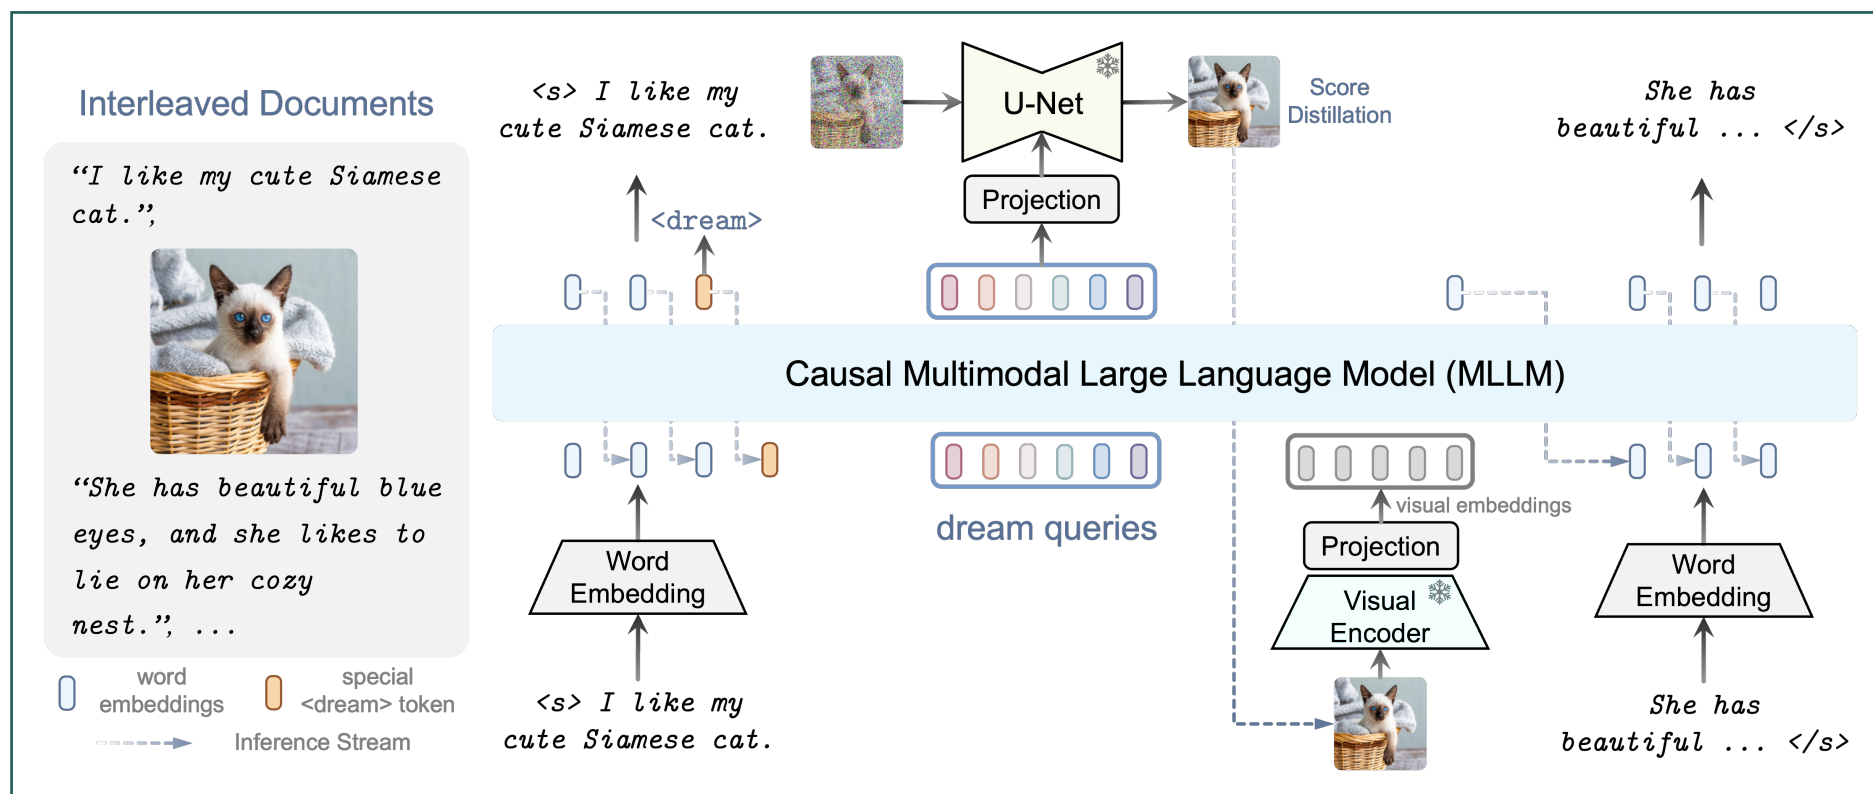 Interleaved Documents
“I like my cute Siamese
cat.”,
“She has beautiful blue
eyes, and she likes to
lie on her cozy
nest.”, ...
word
embeddings
special
<dream> token
Inference Stream
<s> I like my
cute Siamese cat.
<dream>
U-Net
Projection
Score
Distillation
She has
beautiful ... </s>
Causal Multimodal Large Language Model (MLLM)
dream queries
visual embeddings
Projection
Visual
Encoder
Word
Embedding
<s> I like my
cute Siamese cat.
Word
Embedding
She has
beautiful ... </s>